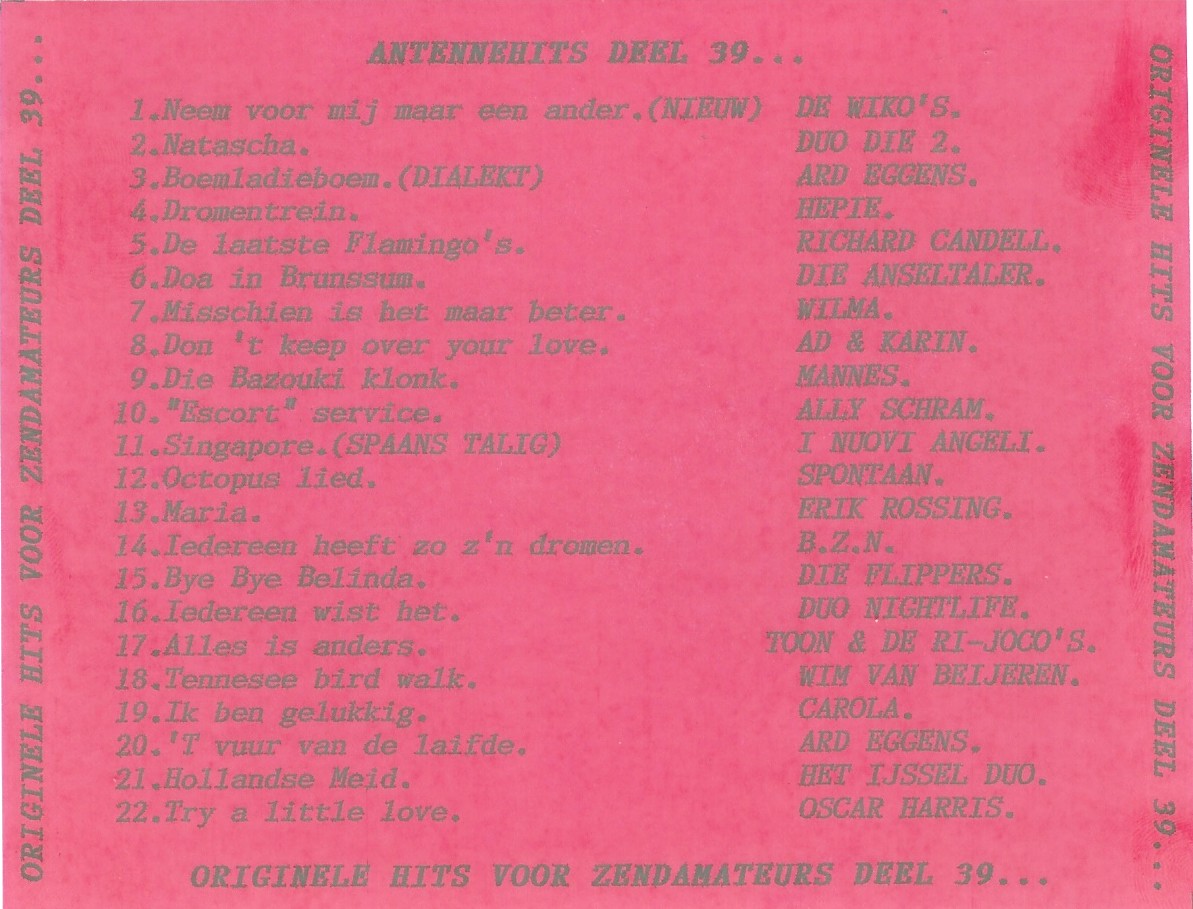 ANTENNEHITS DEEL 39...
1.Neem voor mij maar een ander.(NIEUW) DE WIKO'S.
2.Natascha. DUO DIE 2.
3.Boemladieboem.(DIALEKT) ARD EGGENS.
4.Dromentrein. HEPIE.
5.De laatste Flamingo's. RICHARD CANDELL.
6.Doa in Brunssum. DIE ANSELTALER.
7.Misschien is het maar beter. WILMA.
8.Don 't keep over your love. AD & KARIN.
9.Die Bazouki klonk. MANNES.
10."Escort" service. ALLY SCHRAM.
11.Singapore.(SPAANS TALIG) I NUOVI ANGELI.
12.Octopus lied. SPONTAAN.
13.Maria. ERIK ROSSING.
14.Iedereen heeft zo z'n dromen. B.Z.N.
15.Bye Bye Belinda. DIE FLIPPERS.
16.Iedereen wist het. DUO NIGHTLIFE.
17.Alles is anders. TOON & DE RI-JOCO'S.
18.Tennesee bird walk. WIM VAN BEIJEREN.
19.Ik ben gelukkig. CAROLA.
20.'T vuur van de laifde. ARD EGGENS.
21.Hollandse Meid. HET IJSSEL DUO.
22.Try a little love. OSCAR HARRIS.
ORIGINELE HITS VOOR ZENDAMATEURS DEEL 39...
ORIGINELE HITS VOOR ZENDAMATEURS DEEL 39...
ORIGINELE HITS VOOR ZENDAMATEURS DEEL 39...